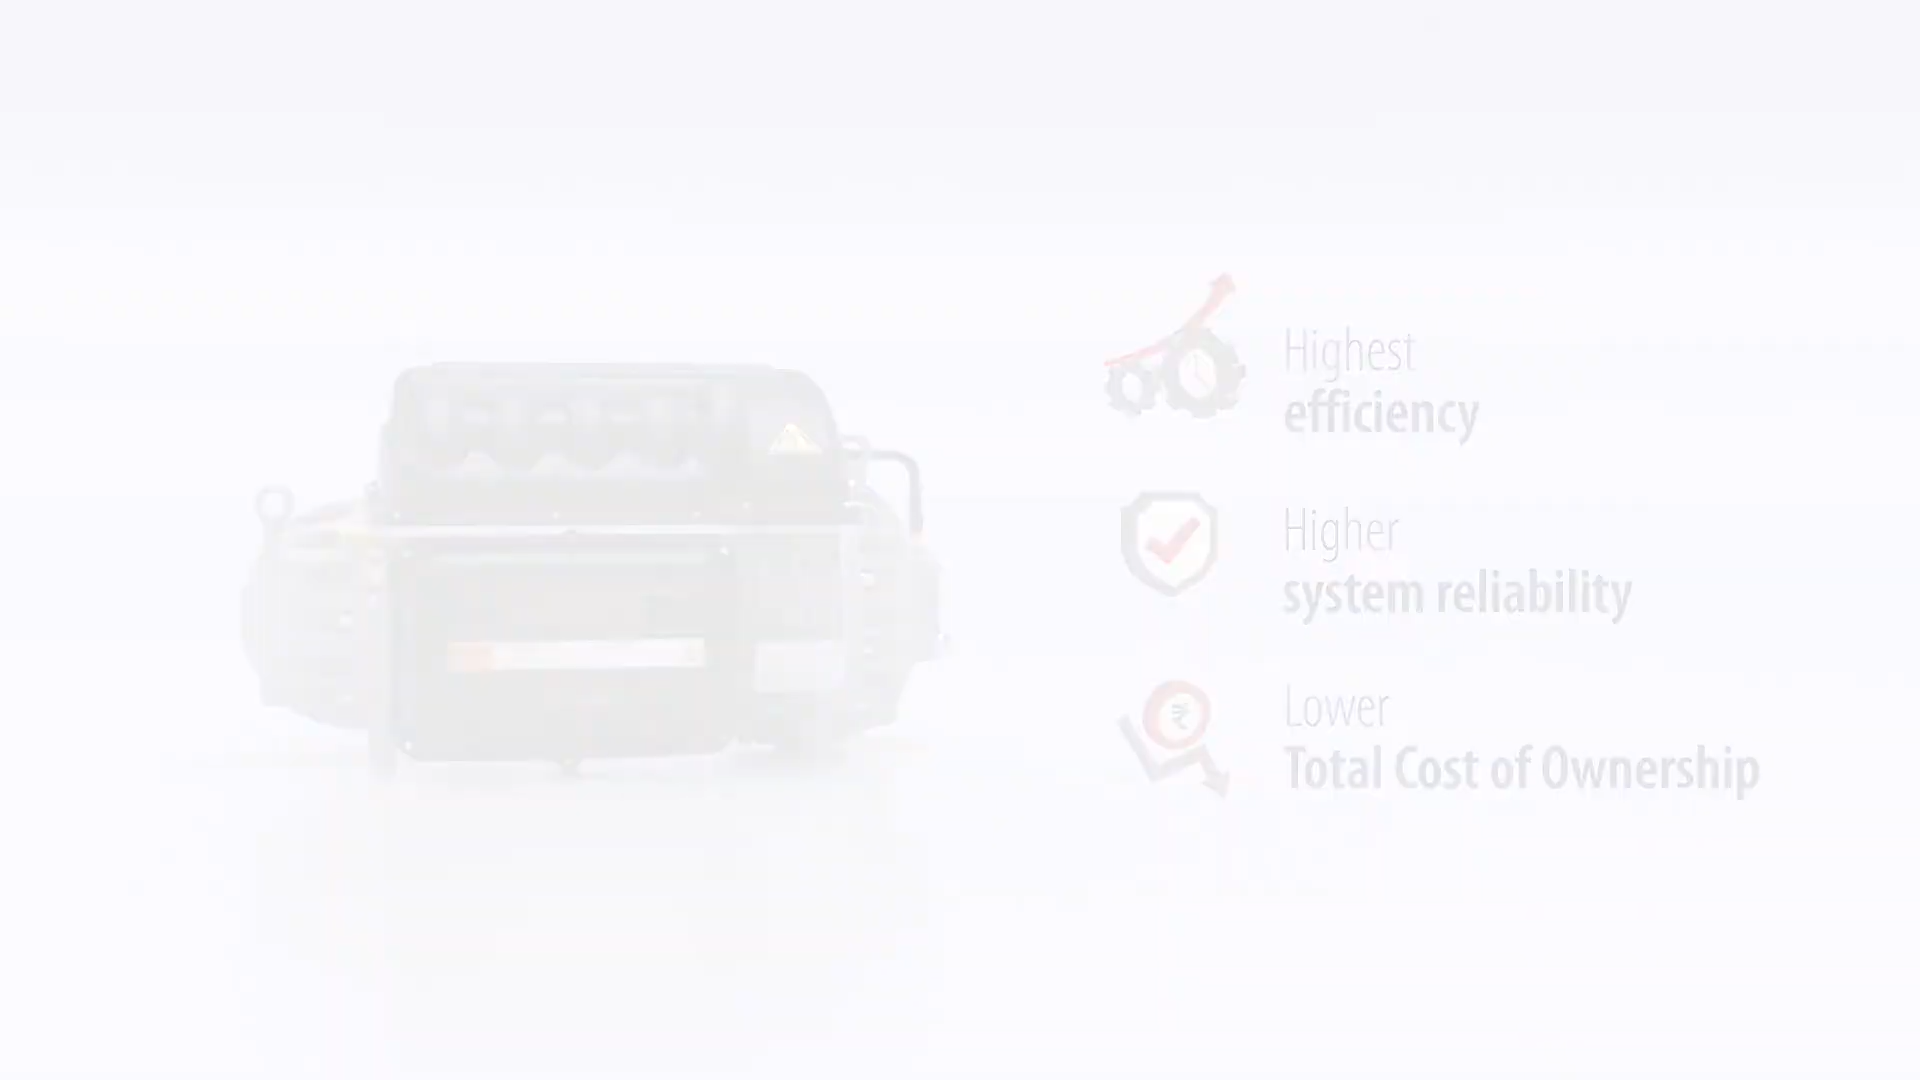 Highest
efficiency
Higher
system reliability
₹
Lower
Total Cost of Ownership